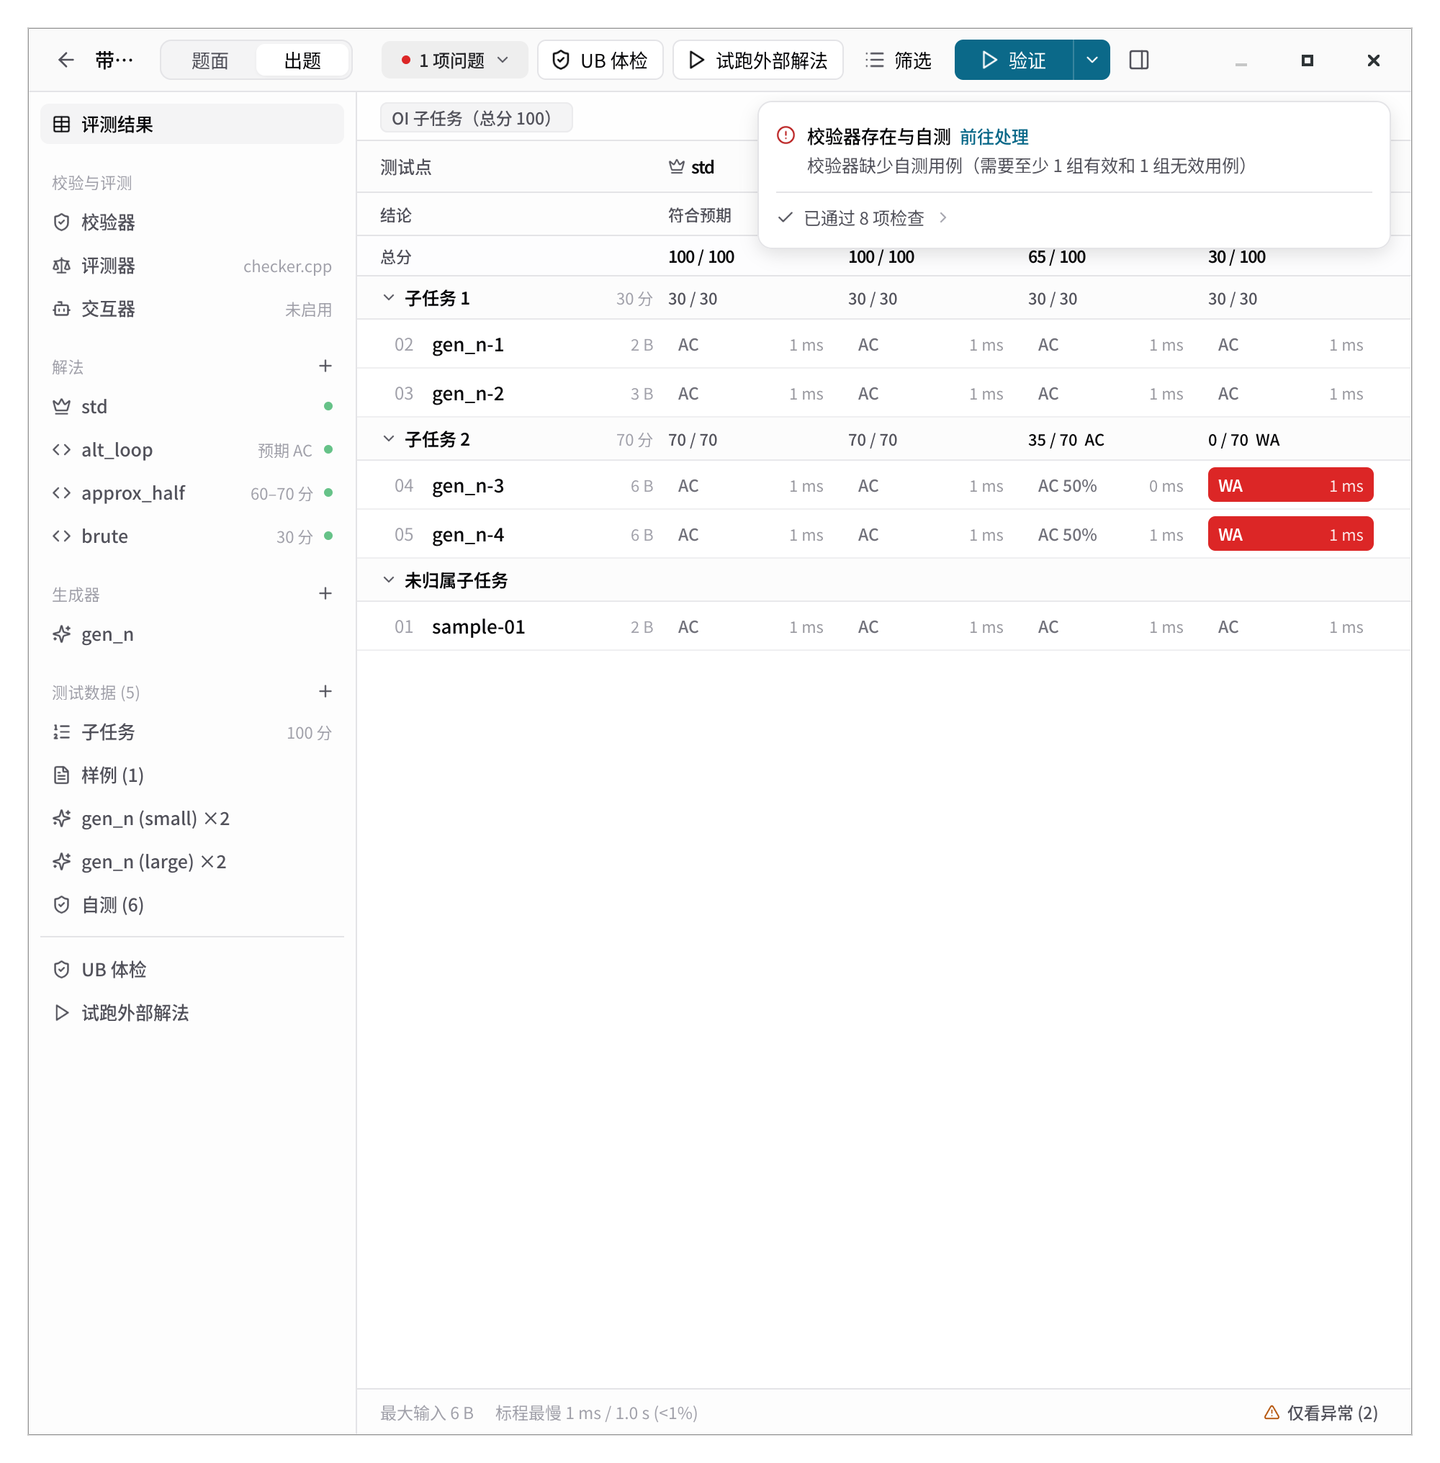 带…
题面
出题
1 项问题
UB 体检
试跑外部解法
筛选
验证
评测结果
校验与评测
校验器
评测器 checker.cpp
交互器 未启用
解法
std
alt_loop 预期 AC
approx_half 60–70 分
brute 30 分
生成器
gen_n
测试数据 (5)
子任务 100 分
样例 (1)
gen_n (small) ×2
gen_n (large) ×2
自测 (6)
UB 体检
试跑外部解法
OI 子任务（总分 100）
校验器存在与自测 前往处理
校验器缺少自测用例（需要至少 1 组有效和 1 组无效用例）
已通过 8 项检查
测试点 std
结论 符合预期
总分 100 / 100 100 / 100 65 / 100 30 / 100
子任务 1 30 分 30 / 30 30 / 30 30 / 30 30 / 30
02 gen_n-1 2 B AC 1 ms AC 1 ms AC 1 ms AC 1 ms
03 gen_n-2 3 B AC 1 ms AC 1 ms AC 1 ms AC 1 ms
子任务 2 70 分 70 / 70 70 / 70 35 / 70 AC 0 / 70 WA
04 gen_n-3 6 B AC 1 ms AC 1 ms AC 50% 0 ms WA 1 ms
05 gen_n-4 6 B AC 1 ms AC 1 ms AC 50% 1 ms WA 1 ms
未归属子任务
01 sample-01 2 B AC 1 ms AC 1 ms AC 1 ms AC 1 ms
最大输入 6 B 标程最慢 1 ms / 1.0 s (<1%)
仅看异常 (2)